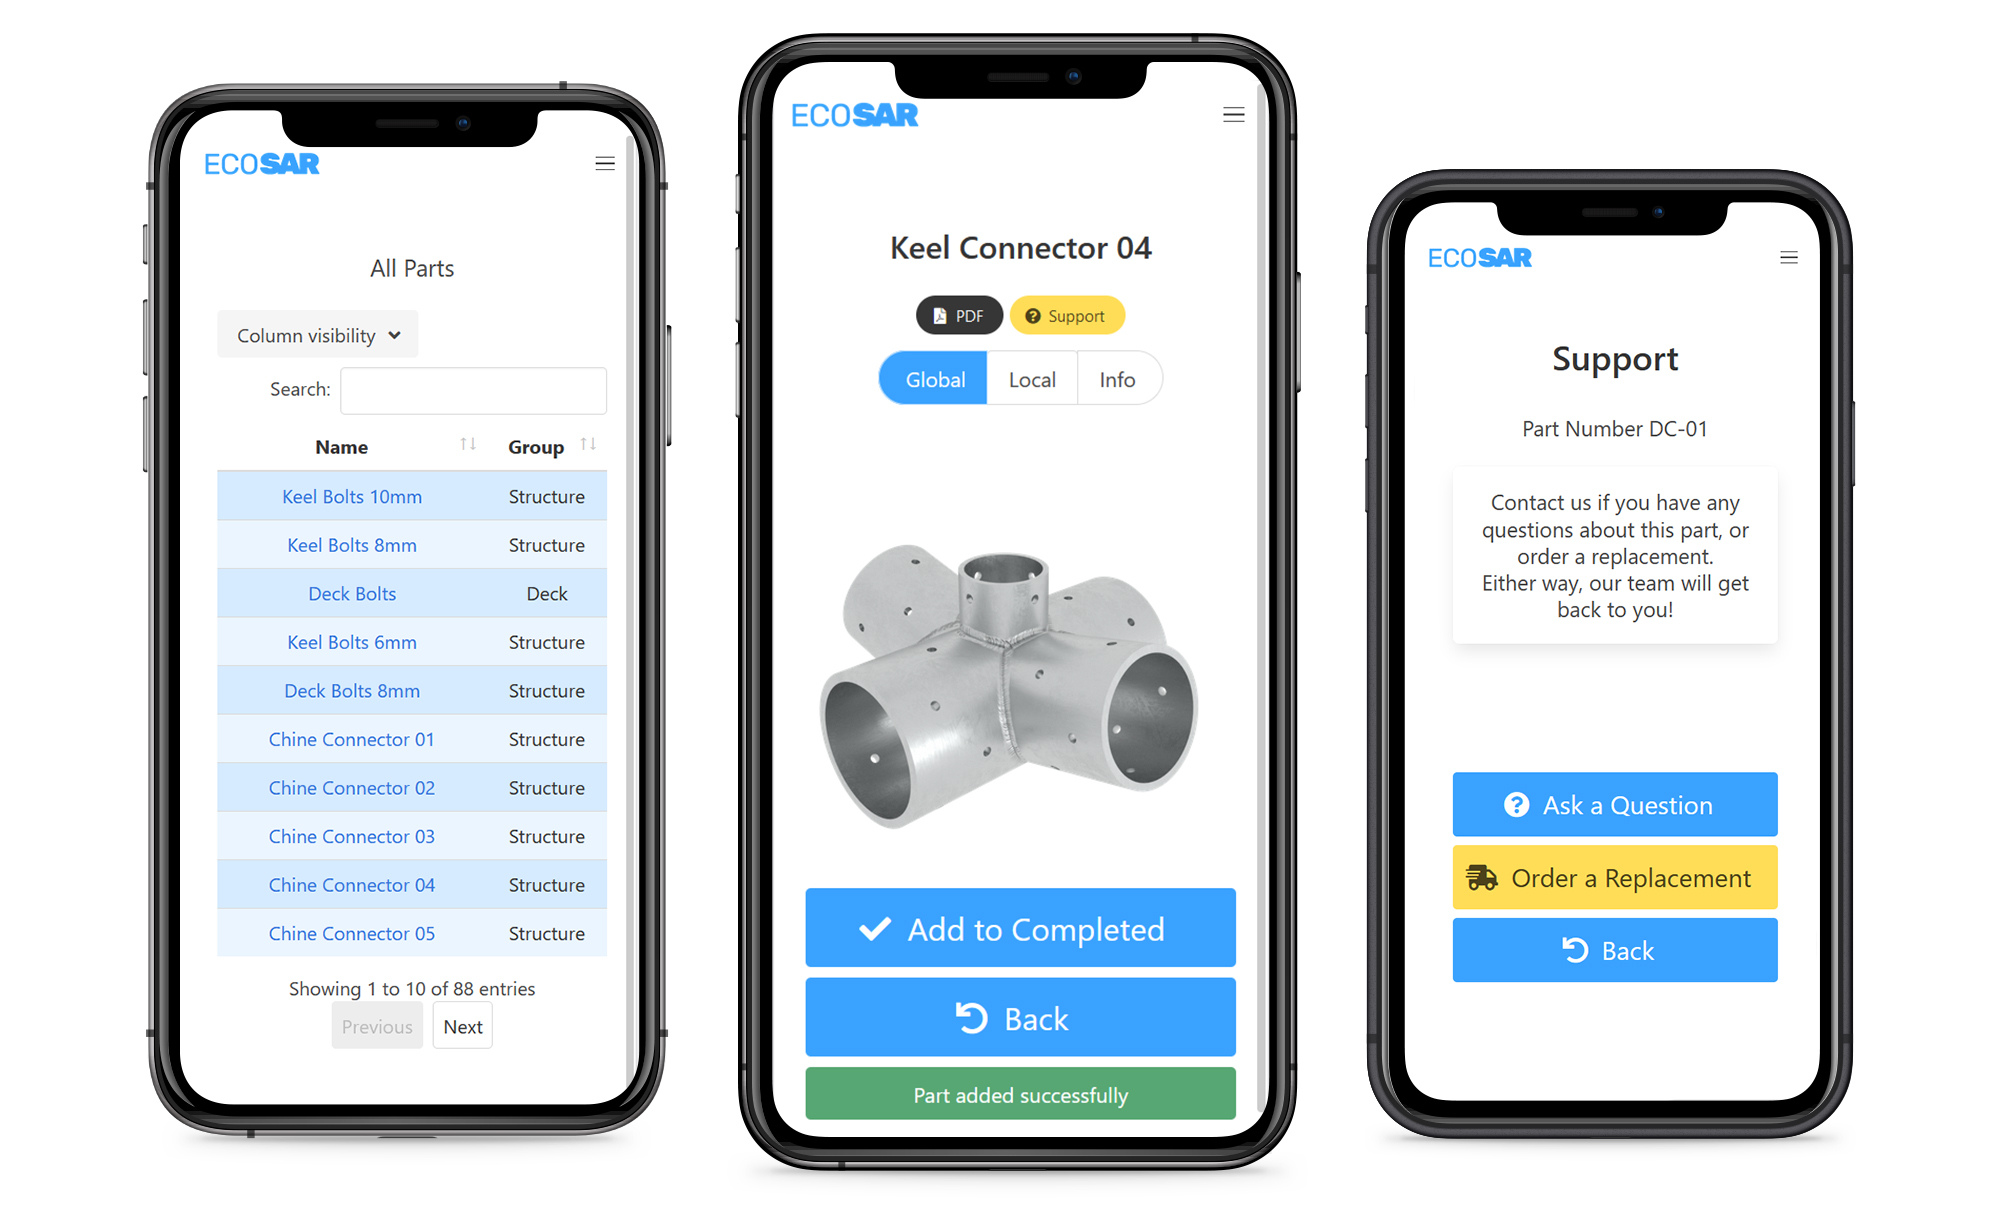 ECOSAR
All Parts
Column visibility
Search:
Name Group
Keel Bolts 10mm Structure
Keel Bolts 8mm Structure
Deck Bolts Deck
Keel Bolts 6mm Structure
Deck Bolts 8mm Structure
Chine Connector 01 Structure
Chine Connector 02 Structure
Chine Connector 03 Structure
Chine Connector 04 Structure
Chine Connector 05 Structure
Showing 1 to 10 of 88 entries
Previous Next
ECOSAR
Keel Connector 04
PDF Support
Global Local Info
Add to Completed
Back
Part added successfully
ECOSAR
Support
Part Number DC-01
Contact us if you have any
questions about this part, or
order a replacement.
Either way, our team will get
back to you!
Ask a Question
Order a Replacement
Back